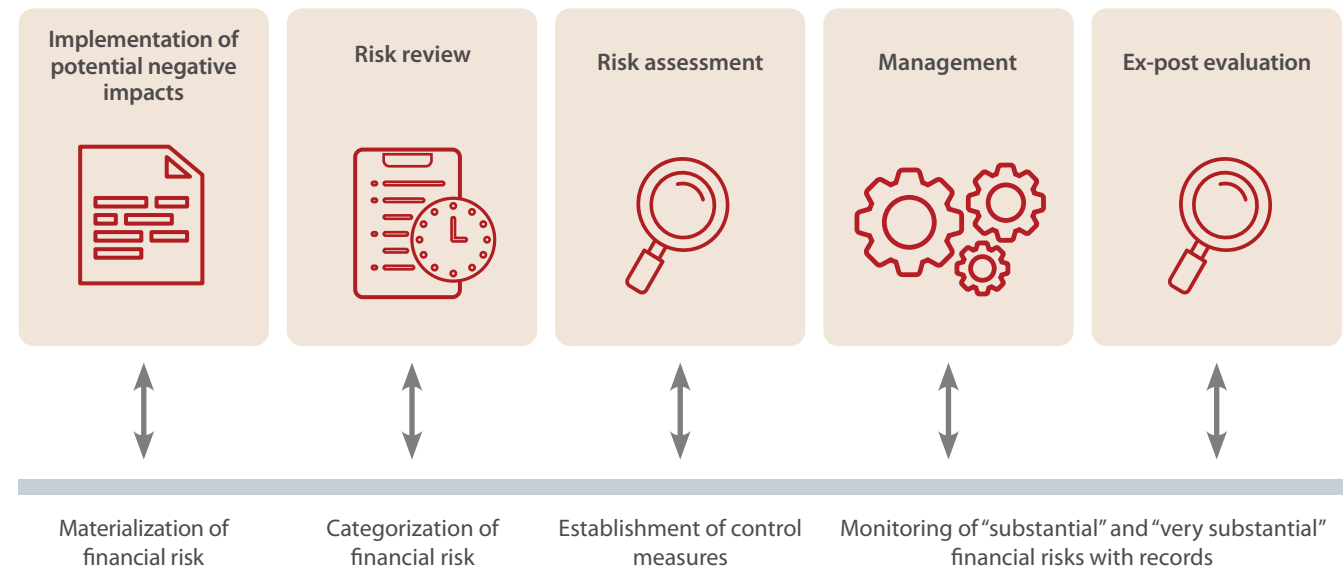 Implementation of
potential negative
impacts
Risk review
Risk assessment
Management
Ex-post evaluation
Materialization of
financial risk
Categorization of
financial risk
Establishment of control
measures
Monitoring of “substantial” and “very substantial”
financial risks with records